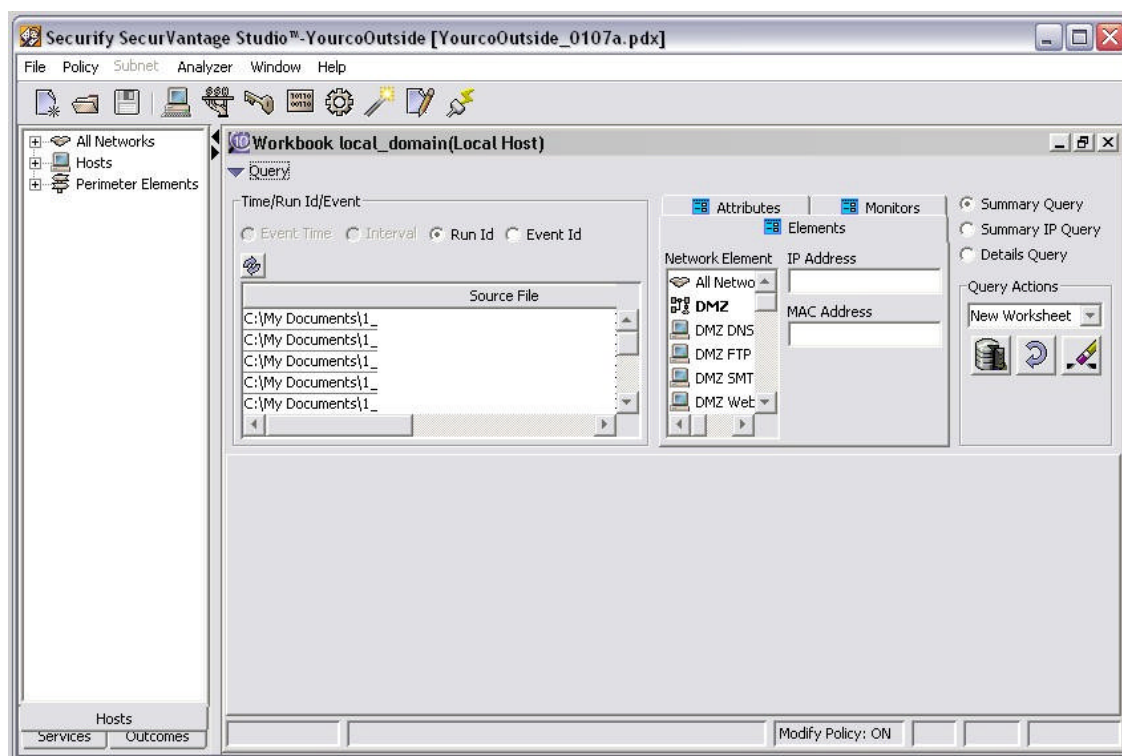 Securify SecurVantage Studio™-YourcoOutside [YourcoOutside_0107a.pdx]
File Policy Subnet Analyzer Window Help
All Networks
Hosts
Perimeter Elements
Hosts
Services Outcomes
Workbook local_domain(Local Host)
Query
Time/Run Id/Event
Event Time Interval Run Id Event Id
Source File
C:\My Documents\1_
C:\My Documents\1_
C:\My Documents\1_
C:\My Documents\1_
C:\My Documents\1_
Attributes Monitors
Elements
Network Element IP Address
All Netwo
DMZ
MAC Address
DMZ DNS
DMZ FTP
DMZ SMT
DMZ Web
Summary Query
Summary IP Query
Details Query
Query Actions
New Worksheet
Modify Policy: ON